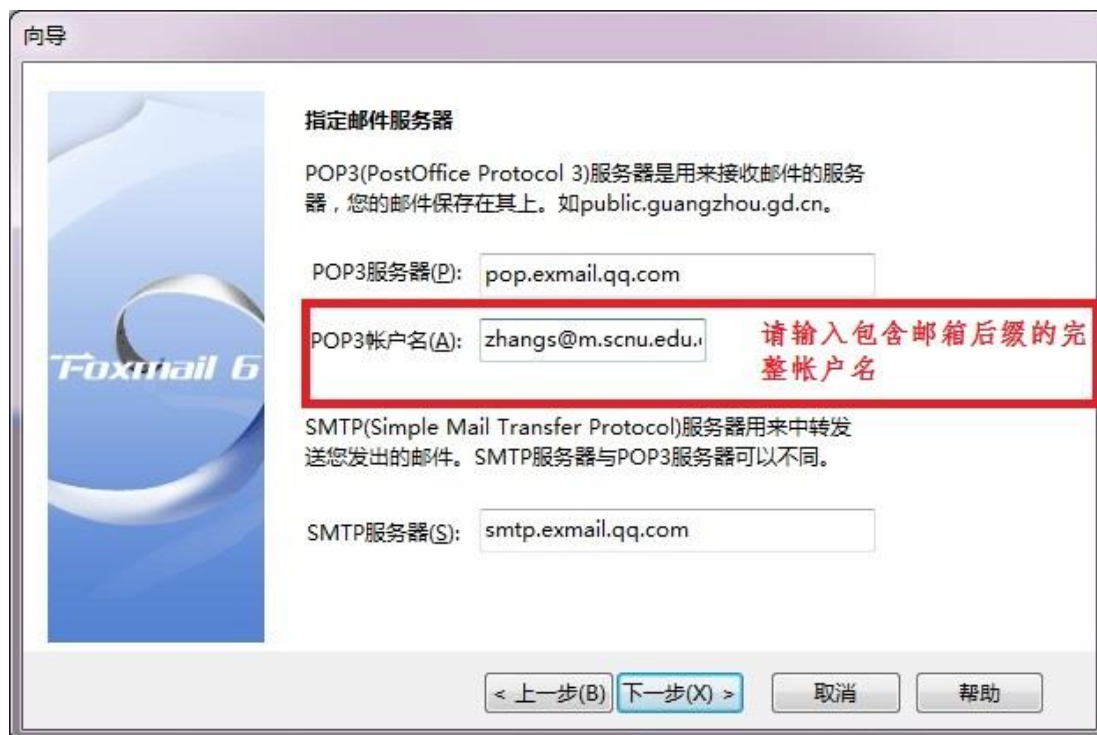 向导
指定邮件服务器
POP3(PostOffice Protocol 3)服务器是用来接收邮件的服务
器，您的邮件保存在其上。如public.guangzhou.gd.cn。
POP3服务器(P): pop.exmail.qq.com
POP3帐户名(A): zhangs@m.scnu.edu.
请输入包含邮箱后缀的完
整帐户名
Foxmail 6
SMTP(Simple Mail Transfer Protocol)服务器用来中转发
送您发出的邮件。SMTP服务器与POP3服务器可以不同。
SMTP服务器(S): smtp.exmail.qq.com
< 上一步(B) 下一步(X) > 取消 帮助